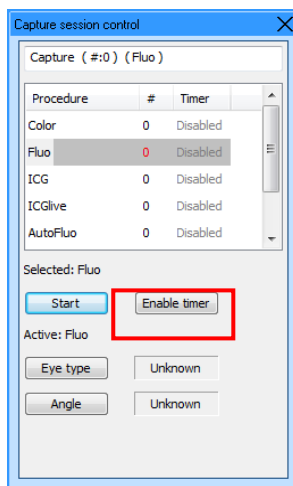 Capture session control
Capture ( #:0 ) ( Fluo )
Procedure # Timer
Color 0 Disabled
Fluo 0 Disabled
ICG 0 Disabled
ICGlive 0 Disabled
AutoFluo 0 Disabled
Selected: Fluo
Start Enable timer
Active: Fluo
Eye type Unknown
Angle Unknown